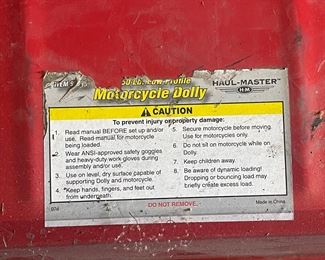 ITEM
Low-Profile
Motorcycle Dolly
HAUL-MASTER
HM
CAUTION
To prevent injury or property damage:
1. Read manual BEFORE set up and/or
use. Read manual for motorcycle
being loaded.
2. Wear ANSI-approved safety goggles
and heavy-duty work gloves during
assembly and/or use.
3. Use on level, dry surface capable of
supporting Dolly and motorcycle.
4. Keep hands, fingers, and feet out
from underneath.
5. Secure motorcycle before moving.
Use for motorcycles only.
6. Do not sit on motorcycle while on
Dolly.
7. Keep children away.
8. Be aware of dynamic loading!
Dropping or bouncing load may
briefly create excess load.
DO NOT REMOVE.
Made in China